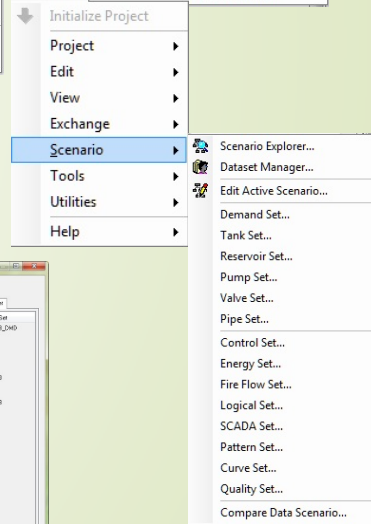 Initialize Project
Project
Edit
View
Exchange
Scenario
Tools
Utilities
Help
Scenario Explorer...
Dataset Manager...
Edit Active Scenario...
Demand Set...
Tank Set...
Reservoir Set...
Pump Set...
Valve Set...
Pipe Set...
Control Set...
Energy Set...
Fire Flow Set...
Logical Set...
SCADA Set...
Pattern Set...
Curve Set...
Quality Set...
Compare Data Scenario...